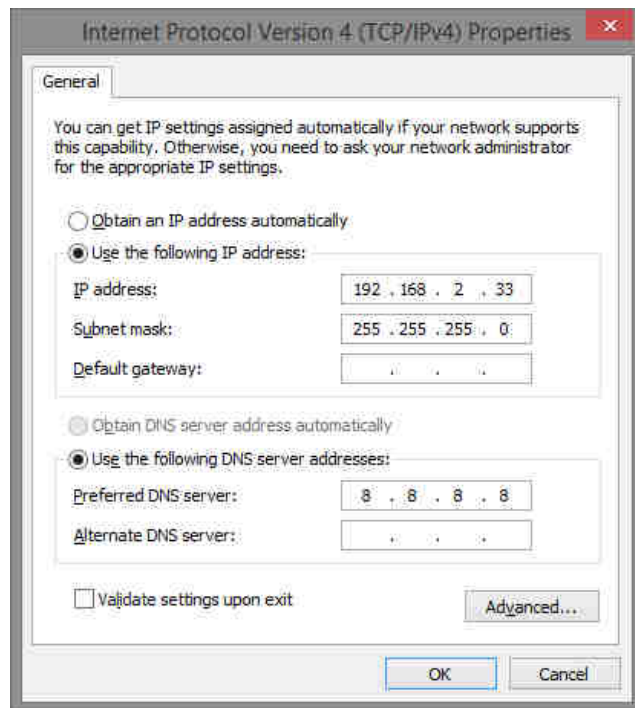 Internet Protocol Version 4 (TCP/IPv4) Properties
General
You can get IP settings assigned automatically if your network supports
this capability. Otherwise, you need to ask your network administrator
for the appropriate IP settings.
Obtain an IP address automatically
Use the following IP address:
IP address: 192 . 168 . 2 . 33
Subnet mask: 255 . 255 . 255 . 0
Default gateway: . . .
Obtain DNS server address automatically
Use the following DNS server addresses:
Preferred DNS server: 8 . 8 . 8 . 8
Alternate DNS server: . . .
Validate settings upon exit
Advanced...
OK Cancel